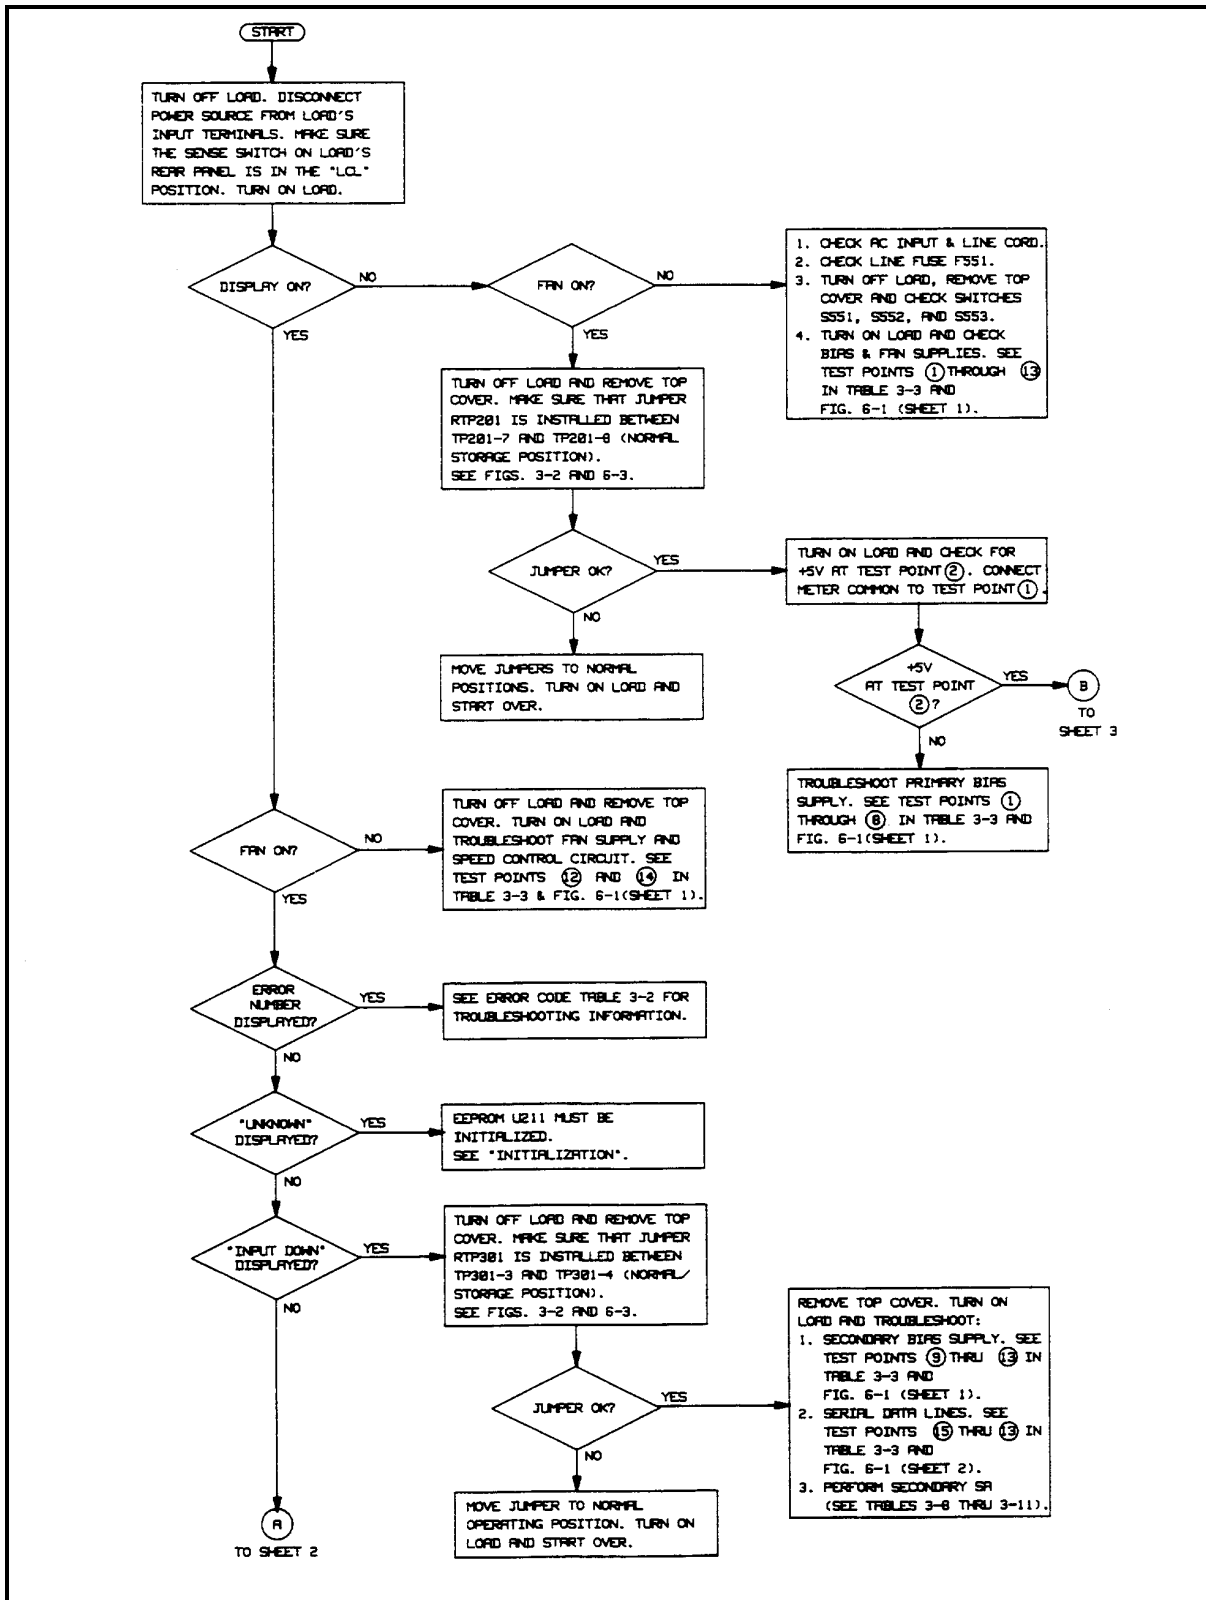 START
TURN OFF LOAD. DISCONNECT
POWER SOURCE FROM LOAD'S
INPUT TERMINALS. MAKE SURE
THE SENSE SWITCH ON LOAD'S
REAR PANEL IS IN THE "LCL"
POSITION. TURN ON LOAD.
DISPLAY ON?
NO
YES
FAN ON?
NO
YES
1. CHECK AC INPUT & LINE CORD.
2. CHECK LINE FUSE F551.
3. TURN OFF LOAD, REMOVE TOP
COVER AND CHECK SWITCHES
S551, S552, AND S553.
4. TURN ON LOAD AND CHECK
BIAS & FAN SUPPLIES. SEE
TEST POINTS 1 THROUGH 13
IN TABLE 3-3 AND
FIG. 6-1 (SHEET 1).
TURN OFF LOAD AND REMOVE TOP
COVER. MAKE SURE THAT JUMPER
RTP201 IS INSTALLED BETWEEN
TP201-7 AND TP201-8 (NORMAL
STORAGE POSITION).
SEE FIGS. 3-2 AND 6-3.
JUMPER OK?
YES
NO
TURN ON LOAD AND CHECK FOR
+5V AT TEST POINT 2. CONNECT
METER COMMON TO TEST POINT 1.
MOVE JUMPERS TO NORMAL
POSITIONS. TURN ON LOAD AND
START OVER.
+5V
AT TEST POINT
2?
YES
NO
B
TO
SHEET 3
TROUBLESHOOT PRIMARY BIAS
SUPPLY. SEE TEST POINTS 1
THROUGH 8 IN TABLE 3-3 AND
FIG. 6-1(SHEET 1).
FAN ON?
NO
YES
TURN OFF LOAD AND REMOVE TOP
COVER. TURN ON LOAD AND
TROUBLESHOOT FAN SUPPLY AND
SPEED CONTROL CIRCUIT. SEE
TEST POINTS 12 AND 14 IN
TABLE 3-3 & FIG. 6-1(SHEET 1).
ERROR
NUMBER
DISPLAYED?
YES
NO
SEE ERROR CODE TABLE 3-2 FOR
TROUBLESHOOTING INFORMATION.
"UNKNOWN"
DISPLAYED?
YES
NO
EEPROM U211 MUST BE
INITIALIZED.
SEE "INITIALIZATION".
"INPUT DOWN"
DISPLAYED?
YES
NO
TURN OFF LOAD AND REMOVE TOP
COVER. MAKE SURE THAT JUMPER
RTP301 IS INSTALLED BETWEEN
TP301-3 AND TP301-4 (NORMAL/
STORAGE POSITION).
SEE FIGS. 3-2 AND 6-3.
JUMPER OK?
YES
NO
REMOVE TOP COVER. TURN ON
LOAD AND TROUBLESHOOT:
1. SECONDARY BIAS SUPPLY. SEE
TEST POINTS 9 THRU 13 IN
TABLE 3-3 AND
FIG. 6-1 (SHEET 1).
2. SERIAL DATA LINES. SEE
TEST POINTS 15 THRU 13 IN
TABLE 3-3 AND
FIG. 6-1 (SHEET 2).
3. PERFORM SECONDARY SA
(SEE TABLES 3-8 THRU 3-11).
MOVE JUMPER TO NORMAL
OPERATING POSITION. TURN ON
LOAD AND START OVER.
A
TO SHEET 2